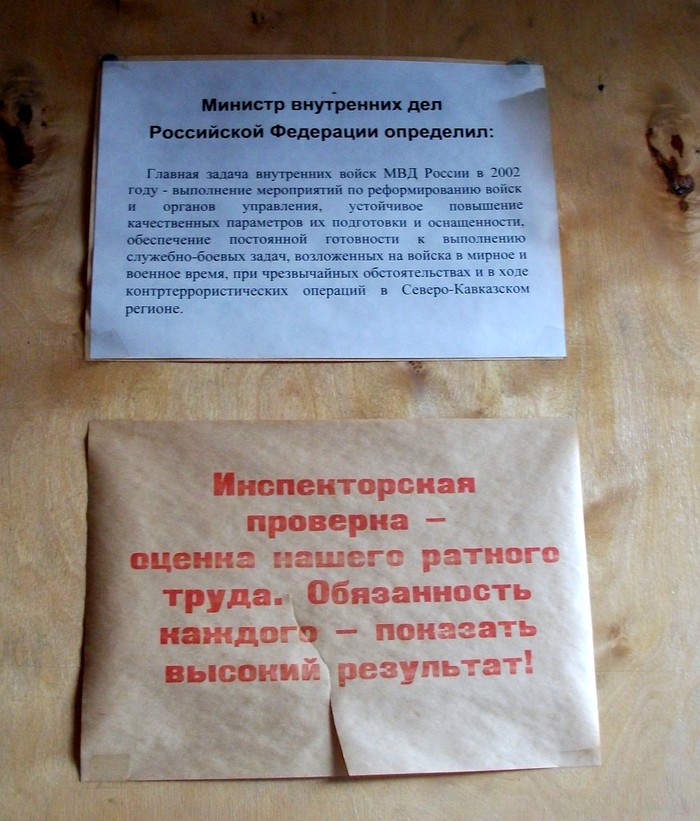 Министр внутренних дел
Российской Федерации определил:
Главная задача внутренних войск МВД России в 2002
году - выполнение мероприятий по реформированию войск
и органов управления, устойчивое повышение
качественных параметров их подготовки и оснащенности,
обеспечение постоянной готовности к выполнению
служебно-боевых задач, возложенных на войска в мирное и
военное время, при чрезвычайных обстоятельствах и в ходе
контртеррористических операций в Северо-Кавказском
регионе.
Инспекторская
проверка –
оценка нашего ратного
труда. Обязанность
каждого – показать
высокий результат!